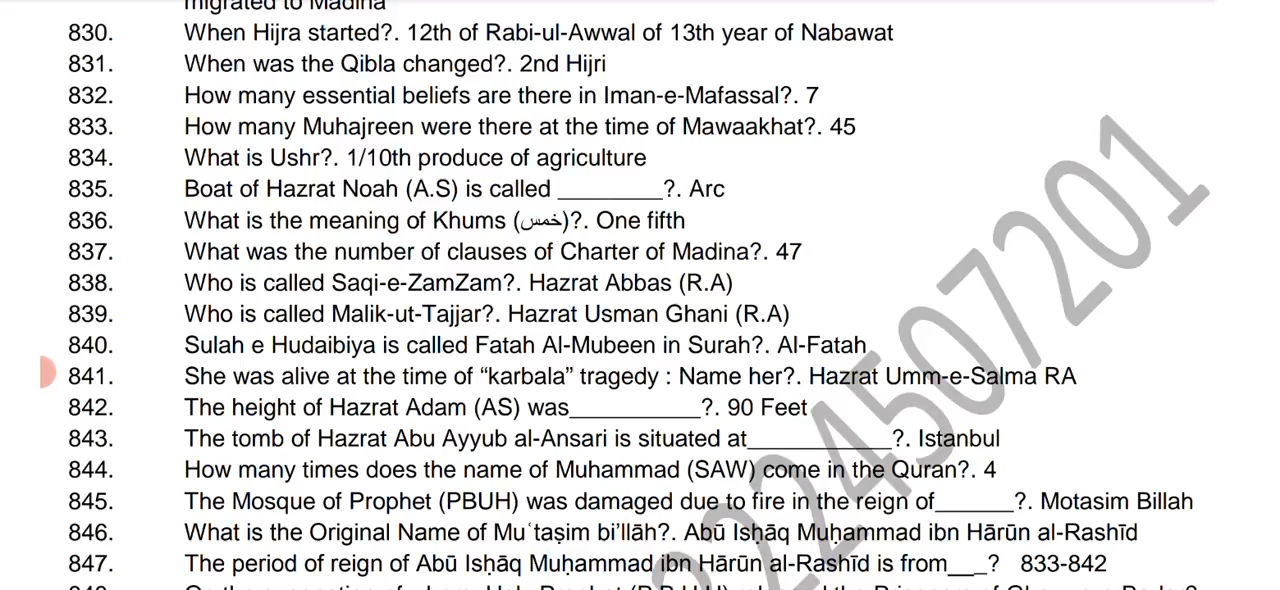 migrated to Madina
830. When Hijra started?. 12th of Rabi-ul-Awwal of 13th year of Nabawat
831. When was the Qibla changed?. 2nd Hijri
832. How many essential beliefs are there in Iman-e-Mafassal?. 7
833. How many Muhajreen were there at the time of Mawaakhat?. 45
834. What is Ushr?. 1/10th produce of agriculture
835. Boat of Hazrat Noah (A.S) is called _________?. Arc
836. What is the meaning of Khums (خمس)?. One fifth
837. What was the number of clauses of Charter of Madina?. 47
838. Who is called Saqi-e-ZamZam?. Hazrat Abbas (R.A)
839. Who is called Malik-ut-Tajjar?. Hazrat Usman Ghani (R.A)
840. Sulah e Hudaibiya is called Fatah Al-Mubeen in Surah?. Al-Fatah
841. She was alive at the time of “karbala” tragedy : Name her?. Hazrat Umm-e-Salma RA
842. The height of Hazrat Adam (AS) was___________?. 90 Feet
843. The tomb of Hazrat Abu Ayyub al-Ansari is situated at____________?. Istanbul
844. How many times does the name of Muhammad (SAW) come in the Quran?. 4
845. The Mosque of Prophet (PBUH) was damaged due to fire in the reign of______?. Motasim Billah
846. What is the Original Name of Muʿtaṣim bi’llāh?. Abū Isḥāq Muḥammad ibn Hārūn al-Rashīd
847. The period of reign of Abū Isḥāq Muḥammad ibn Hārūn al-Rashīd is from___? 833-842
224507201